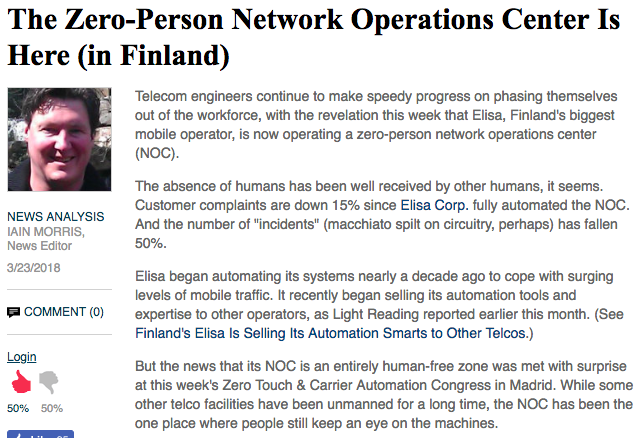 The Zero-Person Network Operations Center Is
Here (in Finland)
NEWS ANALYSIS
IAIN MORRIS,
News Editor
3/23/2018
COMMENT (0)
Login
50% 50%
Telecom engineers continue to make speedy progress on phasing themselves
out of the workforce, with the revelation this week that Elisa, Finland's biggest
mobile operator, is now operating a zero-person network operations center
(NOC).
The absence of humans has been well received by other humans, it seems.
Customer complaints are down 15% since Elisa Corp. fully automated the NOC.
And the number of "incidents" (macchiato spilt on circuitry, perhaps) has fallen
50%.
Elisa began automating its systems nearly a decade ago to cope with surging
levels of mobile traffic. It recently began selling its automation tools and
expertise to other operators, as Light Reading reported earlier this month. (See
Finland's Elisa Is Selling Its Automation Smarts to Other Telcos.)
But the news that its NOC is an entirely human-free zone was met with surprise
at this week's Zero Touch & Carrier Automation Congress in Madrid. While some
other telco facilities have been unmanned for a long time, the NOC has been the
one place where people still keep an eye on the machines.